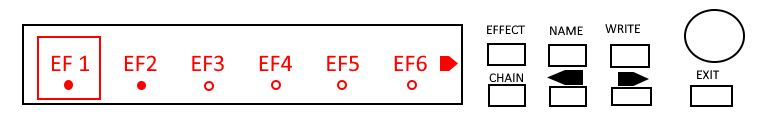 EF 1 EF2 EF3 EF4 EF5 EF6
EFFECT NAME WRITE
CHAIN EXIT